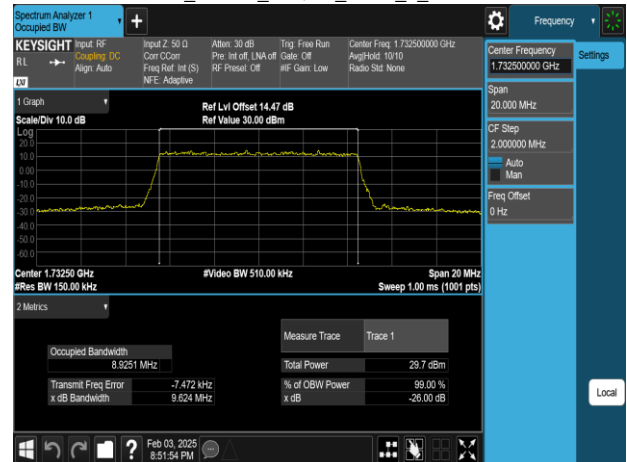 Spectrum Analyzer 1
Occupied BW
Frequency
KEYSIGHT
R L
LXI
Input: RF
Coupling: DC
Align: Auto
Input Z: 50 Ω
Corr CCorr
Freq Ref: Int (S)
NFE: Adaptive
Atten: 30 dB
Pre: Int off, LNA off
RF Presel: Off
Trig: Free Run
Gate: Off
#IF Gain: Low
Center Freq: 1.732500000 GHz
Avg|Hold: 10/10
Radio Std: None
Center Frequency
1.732500000 GHz
Settings
Span
20.000 MHz
CF Step
2.000000 MHz
Auto
Man
Freq Offset
0 Hz
1 Graph
Scale/Div 10.0 dB
Ref Lvl Offset 14.47 dB
Ref Value 30.00 dBm
Log
20.0
10.0
0.00
-10.0
-20.0
-30.0
-40.0
-50.0
-60.0
Center 1.73250 GHz
#Video BW 510.00 kHz
Span 20 MHz
#Res BW 150.00 kHz
Sweep 1.00 ms (1001 pts)
2 Metrics
Measure Trace
Trace 1
Occupied Bandwidth
8.9251 MHz
Total Power
29.7 dBm
Transmit Freq Error
-7.472 kHz
% of OBW Power
99.00 %
x dB Bandwidth
9.624 MHz
x dB
-26.00 dB
Local
Feb 03, 2025
8:51:54 PM